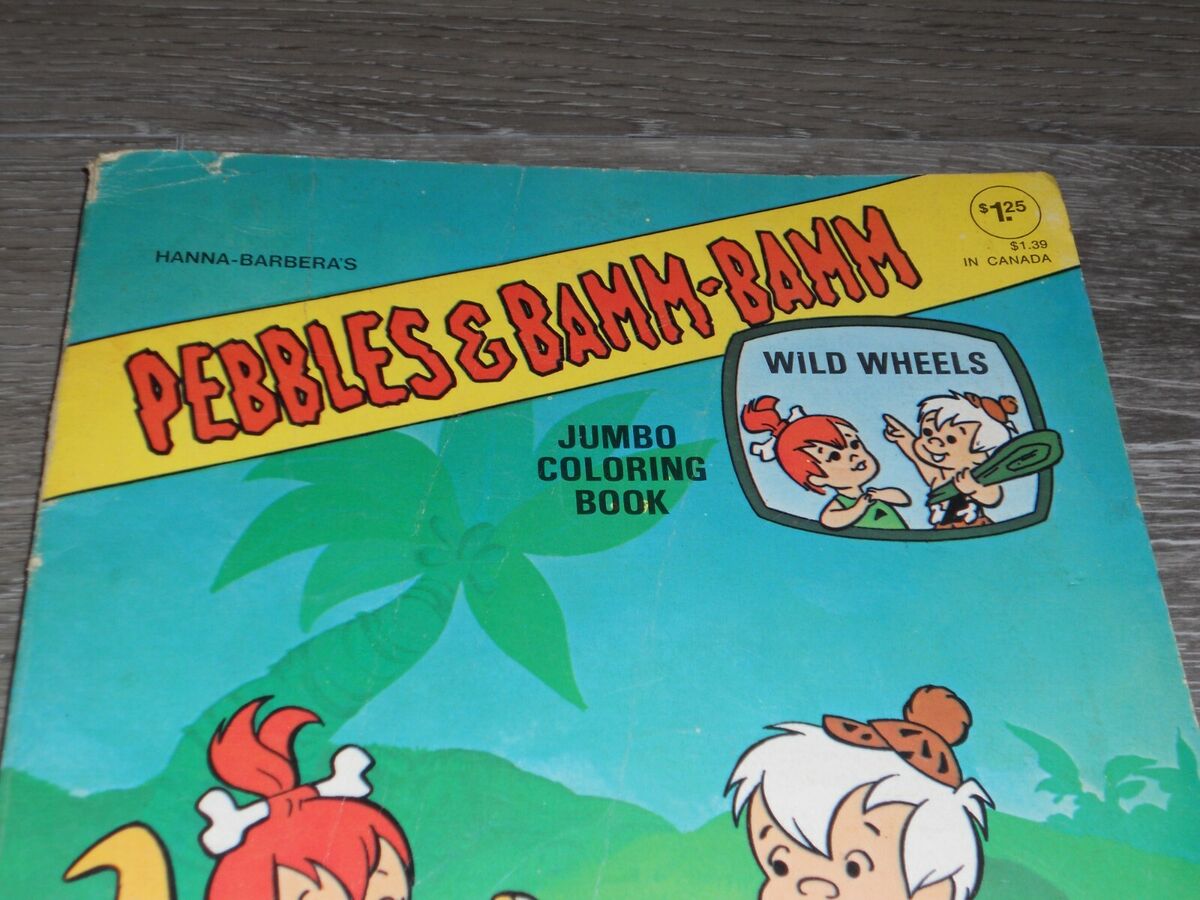 HANNA-BARBERA'S
PEBBLES & BAMM-BAMM
$1.25
$1.39
IN CANADA
WiLD WHEELS
JUMBO
COLORING
BOOK